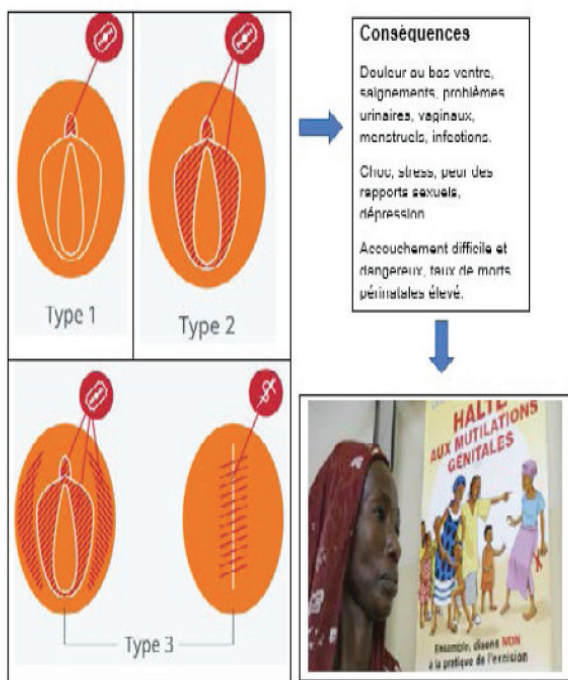 Type 1
Type 2
Conséquences
Douleur au bas ventre,
saignements, problèmes
urinaires, vaginaux,
menstruels, infections.
Choc, stress, peur des
rapports sexuels,
dépression
Accouchement difficile et
dangereux, taux de morts
périnatales élevé.
Type 3
HALTE
AUX MUTILATIONS
GÉNITALES
Ensemble, disons NON
à la pratique de l'excision